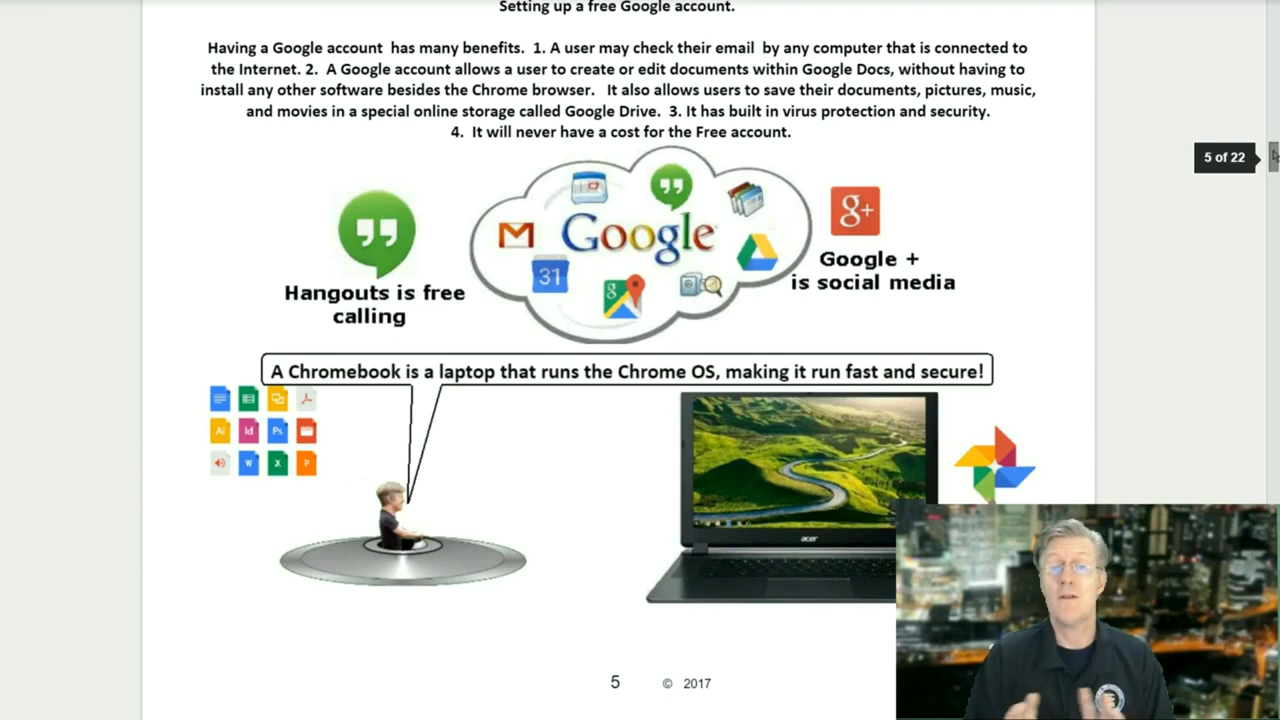 Setting up a free Google account.
Having a Google account  has many benefits.  1. A user may check their email  by any computer that is connected to
the Internet. 2.  A Google account allows a user to create or edit documents within Google Docs, without having to
install any other software besides the Chrome browser.   It also allows users to save their documents, pictures, music,
and movies in a special online storage called Google Drive.  3. It has built in virus protection and security.
4.  It will never have a cost for the Free account.
5 of 22
Google
31
g
g+
Hangouts is free
calling
Google +
is social media
A Chromebook is a laptop that runs the Chrome OS, making it run fast and secure!
Ai
Id
Ps
W
X
P
acer
5
© 2017